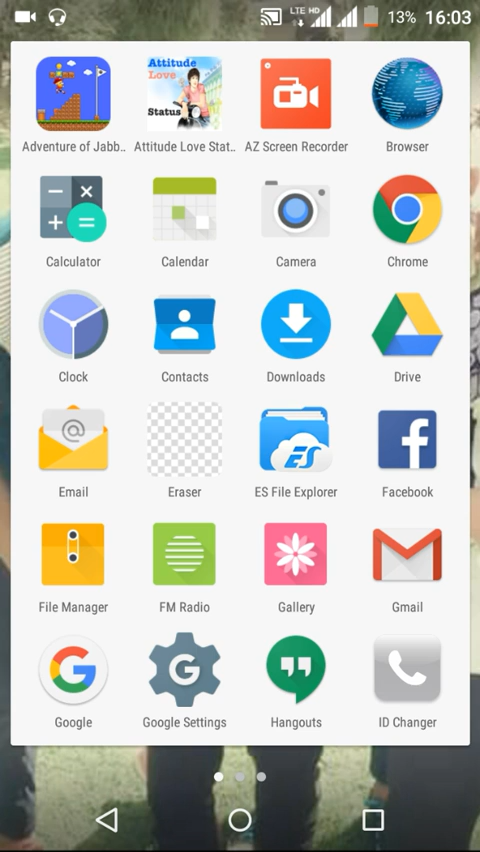 LTE HD 13% 16:03
Attitude
Love
Status
Adventure of Jabb.. Attitude Love Stat.. AZ Screen Recorder Browser
Calculator Calendar Camera Chrome
Clock Contacts Downloads Drive
@ ES f
Email Eraser ES File Explorer Facebook
File Manager FM Radio Gallery Gmail
G G
Google Google Settings Hangouts ID Changer